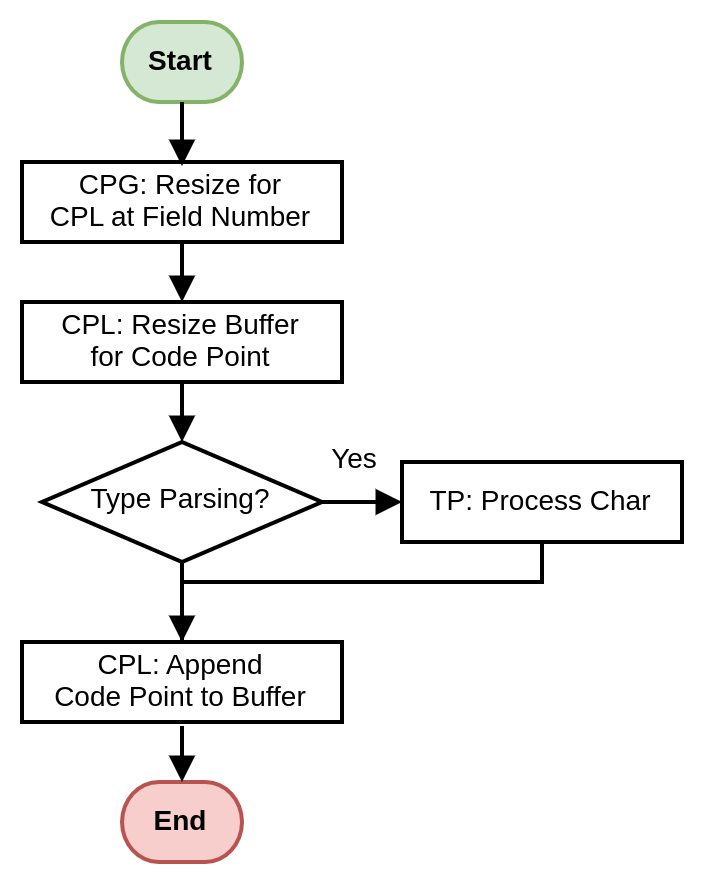 Start
CPG: Resize for
CPL at Field Number
CPL: Resize Buffer
for Code Point
Type Parsing?
Yes
TP: Process Char
CPL: Append
Code Point to Buffer
End